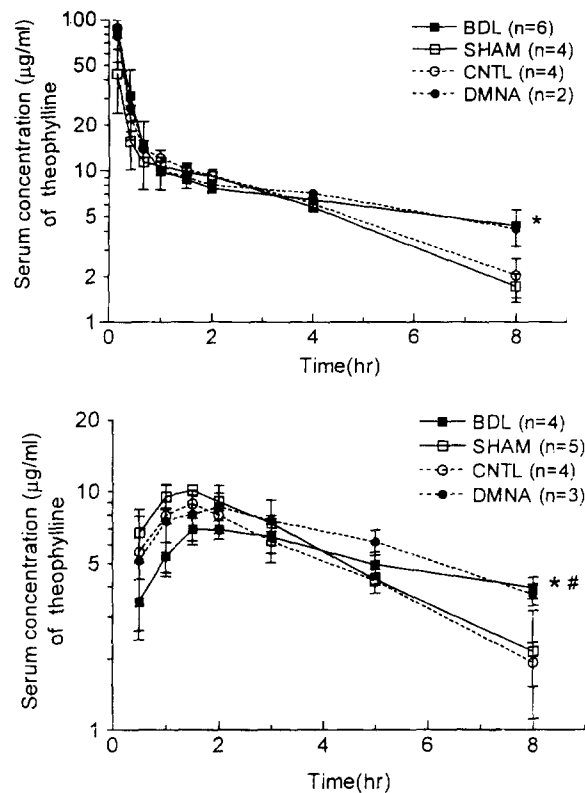 Serum concentration (μg/ml)
of theophylline
100
50
20
10
5
2
1
BDL (n=6)
SHAM (n=4)
CNTL (n=4)
DMNA (n=2)
*
0 2 4 6 8
Time(hr)
Serum concentration (μg/ml)
of theophylline
20
10
5
1
BDL (n=4)
SHAM (n=5)
CNTL (n=4)
DMNA (n=3)
* #
0 2 4 6 8
Time(hr)